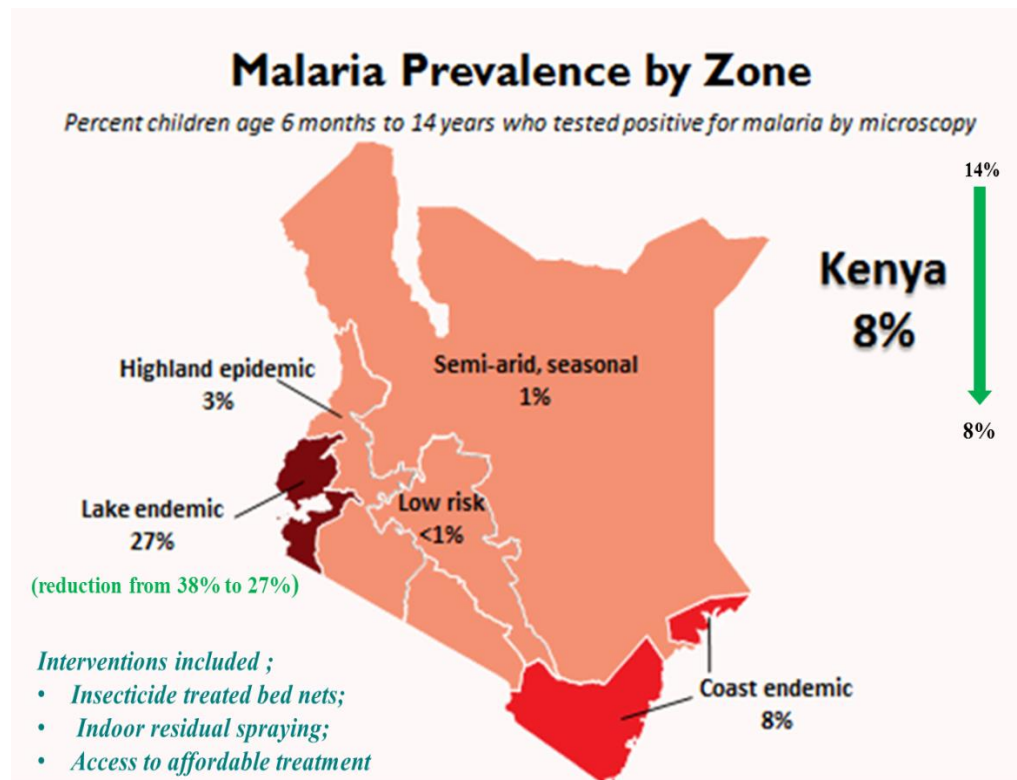 Malaria Prevalence by Zone
Percent children age 6 months to 14 years who tested positive for malaria by microscopy
14%
Kenya
8%
8%
Highland epidemic
3%
Semi-arid, seasonal
1%
Lake endemic
27%
(reduction from 38% to 27%)
Low risk
<1%
Coast endemic
8%
Interventions included ;
• Insecticide treated bed nets;
• Indoor residual spraying;
• Access to affordable treatment